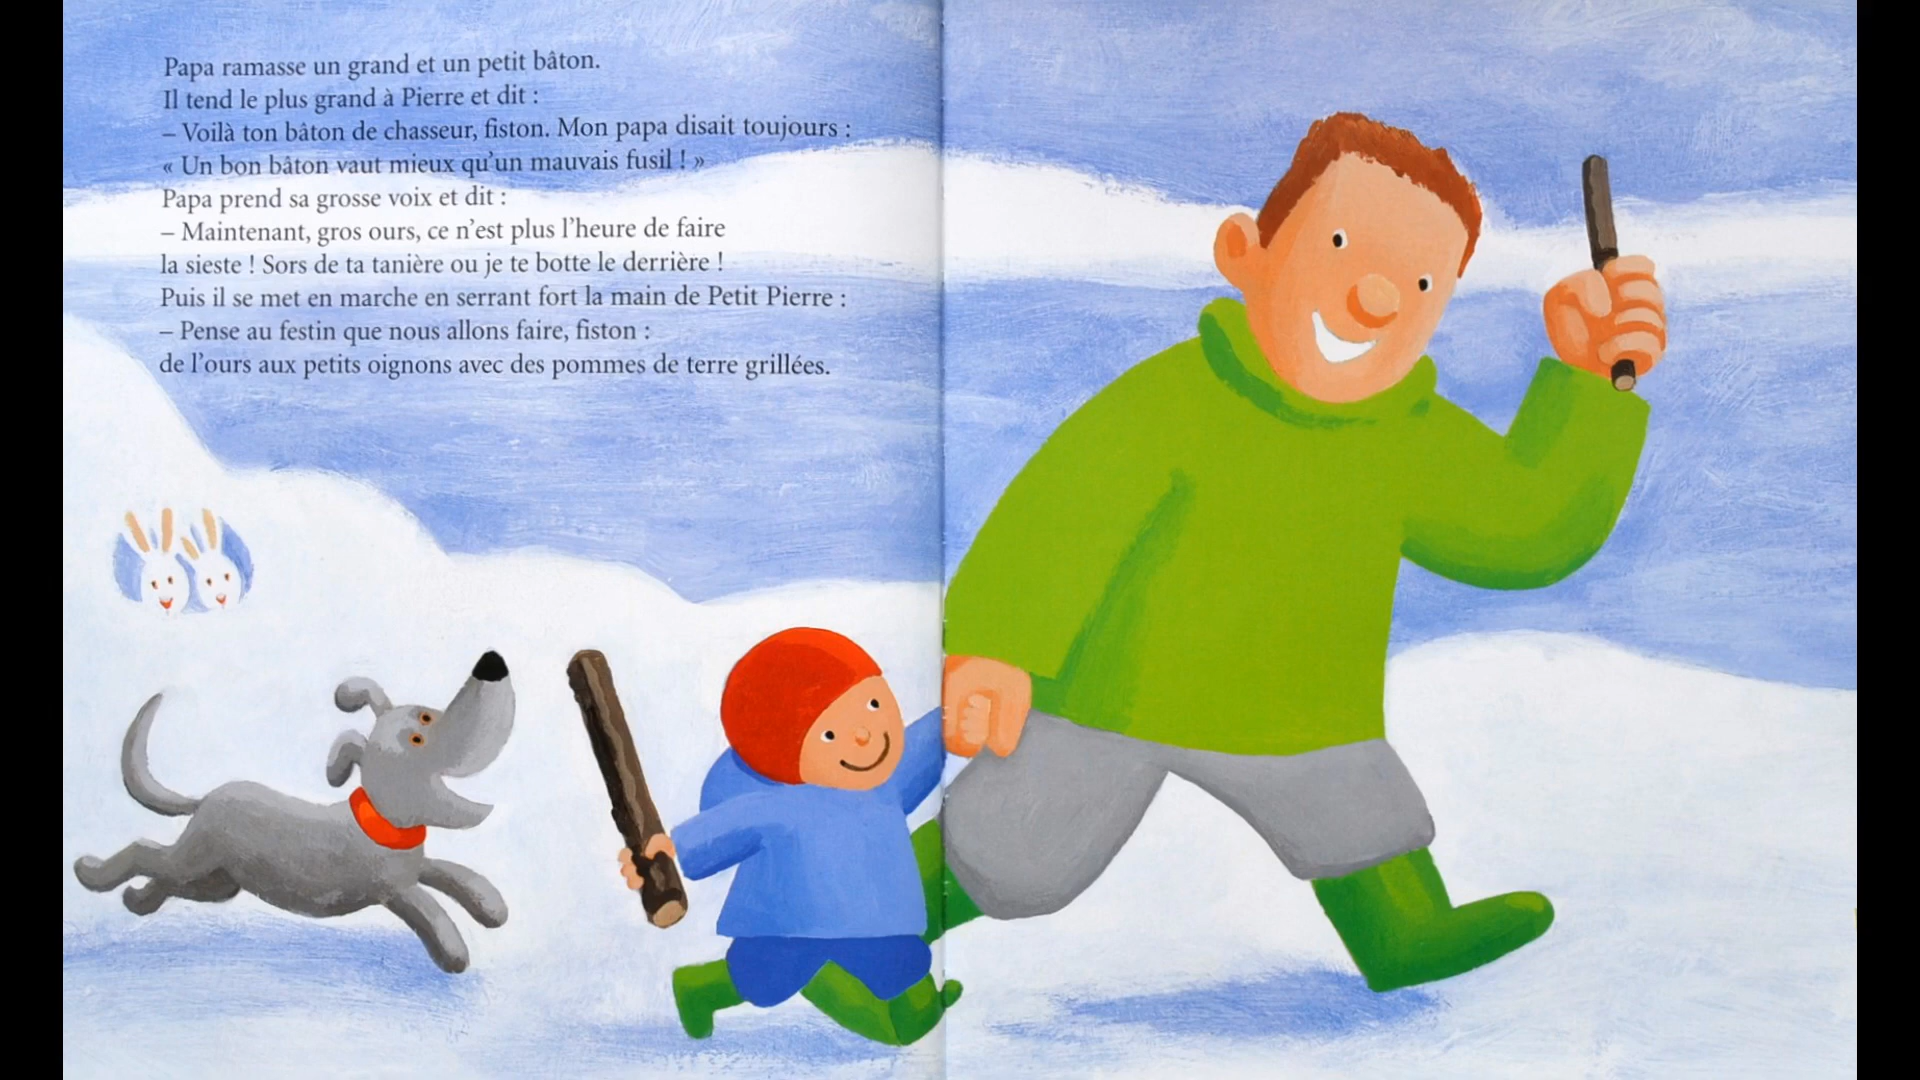 Papa ramasse un grand et un petit bâton.
Il tend le plus grand à Pierre et dit :
– Voilà ton bâton de chasseur, fiston. Mon papa disait toujours :
« Un bon bâton vaut mieux qu’un mauvais fusil ! »
Papa prend sa grosse voix et dit :
– Maintenant, gros ours, ce n’est plus l’heure de faire
la sieste ! Sors de ta tanière ou je te botte le derrière !
Puis il se met en marche en serrant fort la main de Petit Pierre :
– Pense au festin que nous allons faire, fiston :
de l’ours aux petits oignons avec des pommes de terre grillées.